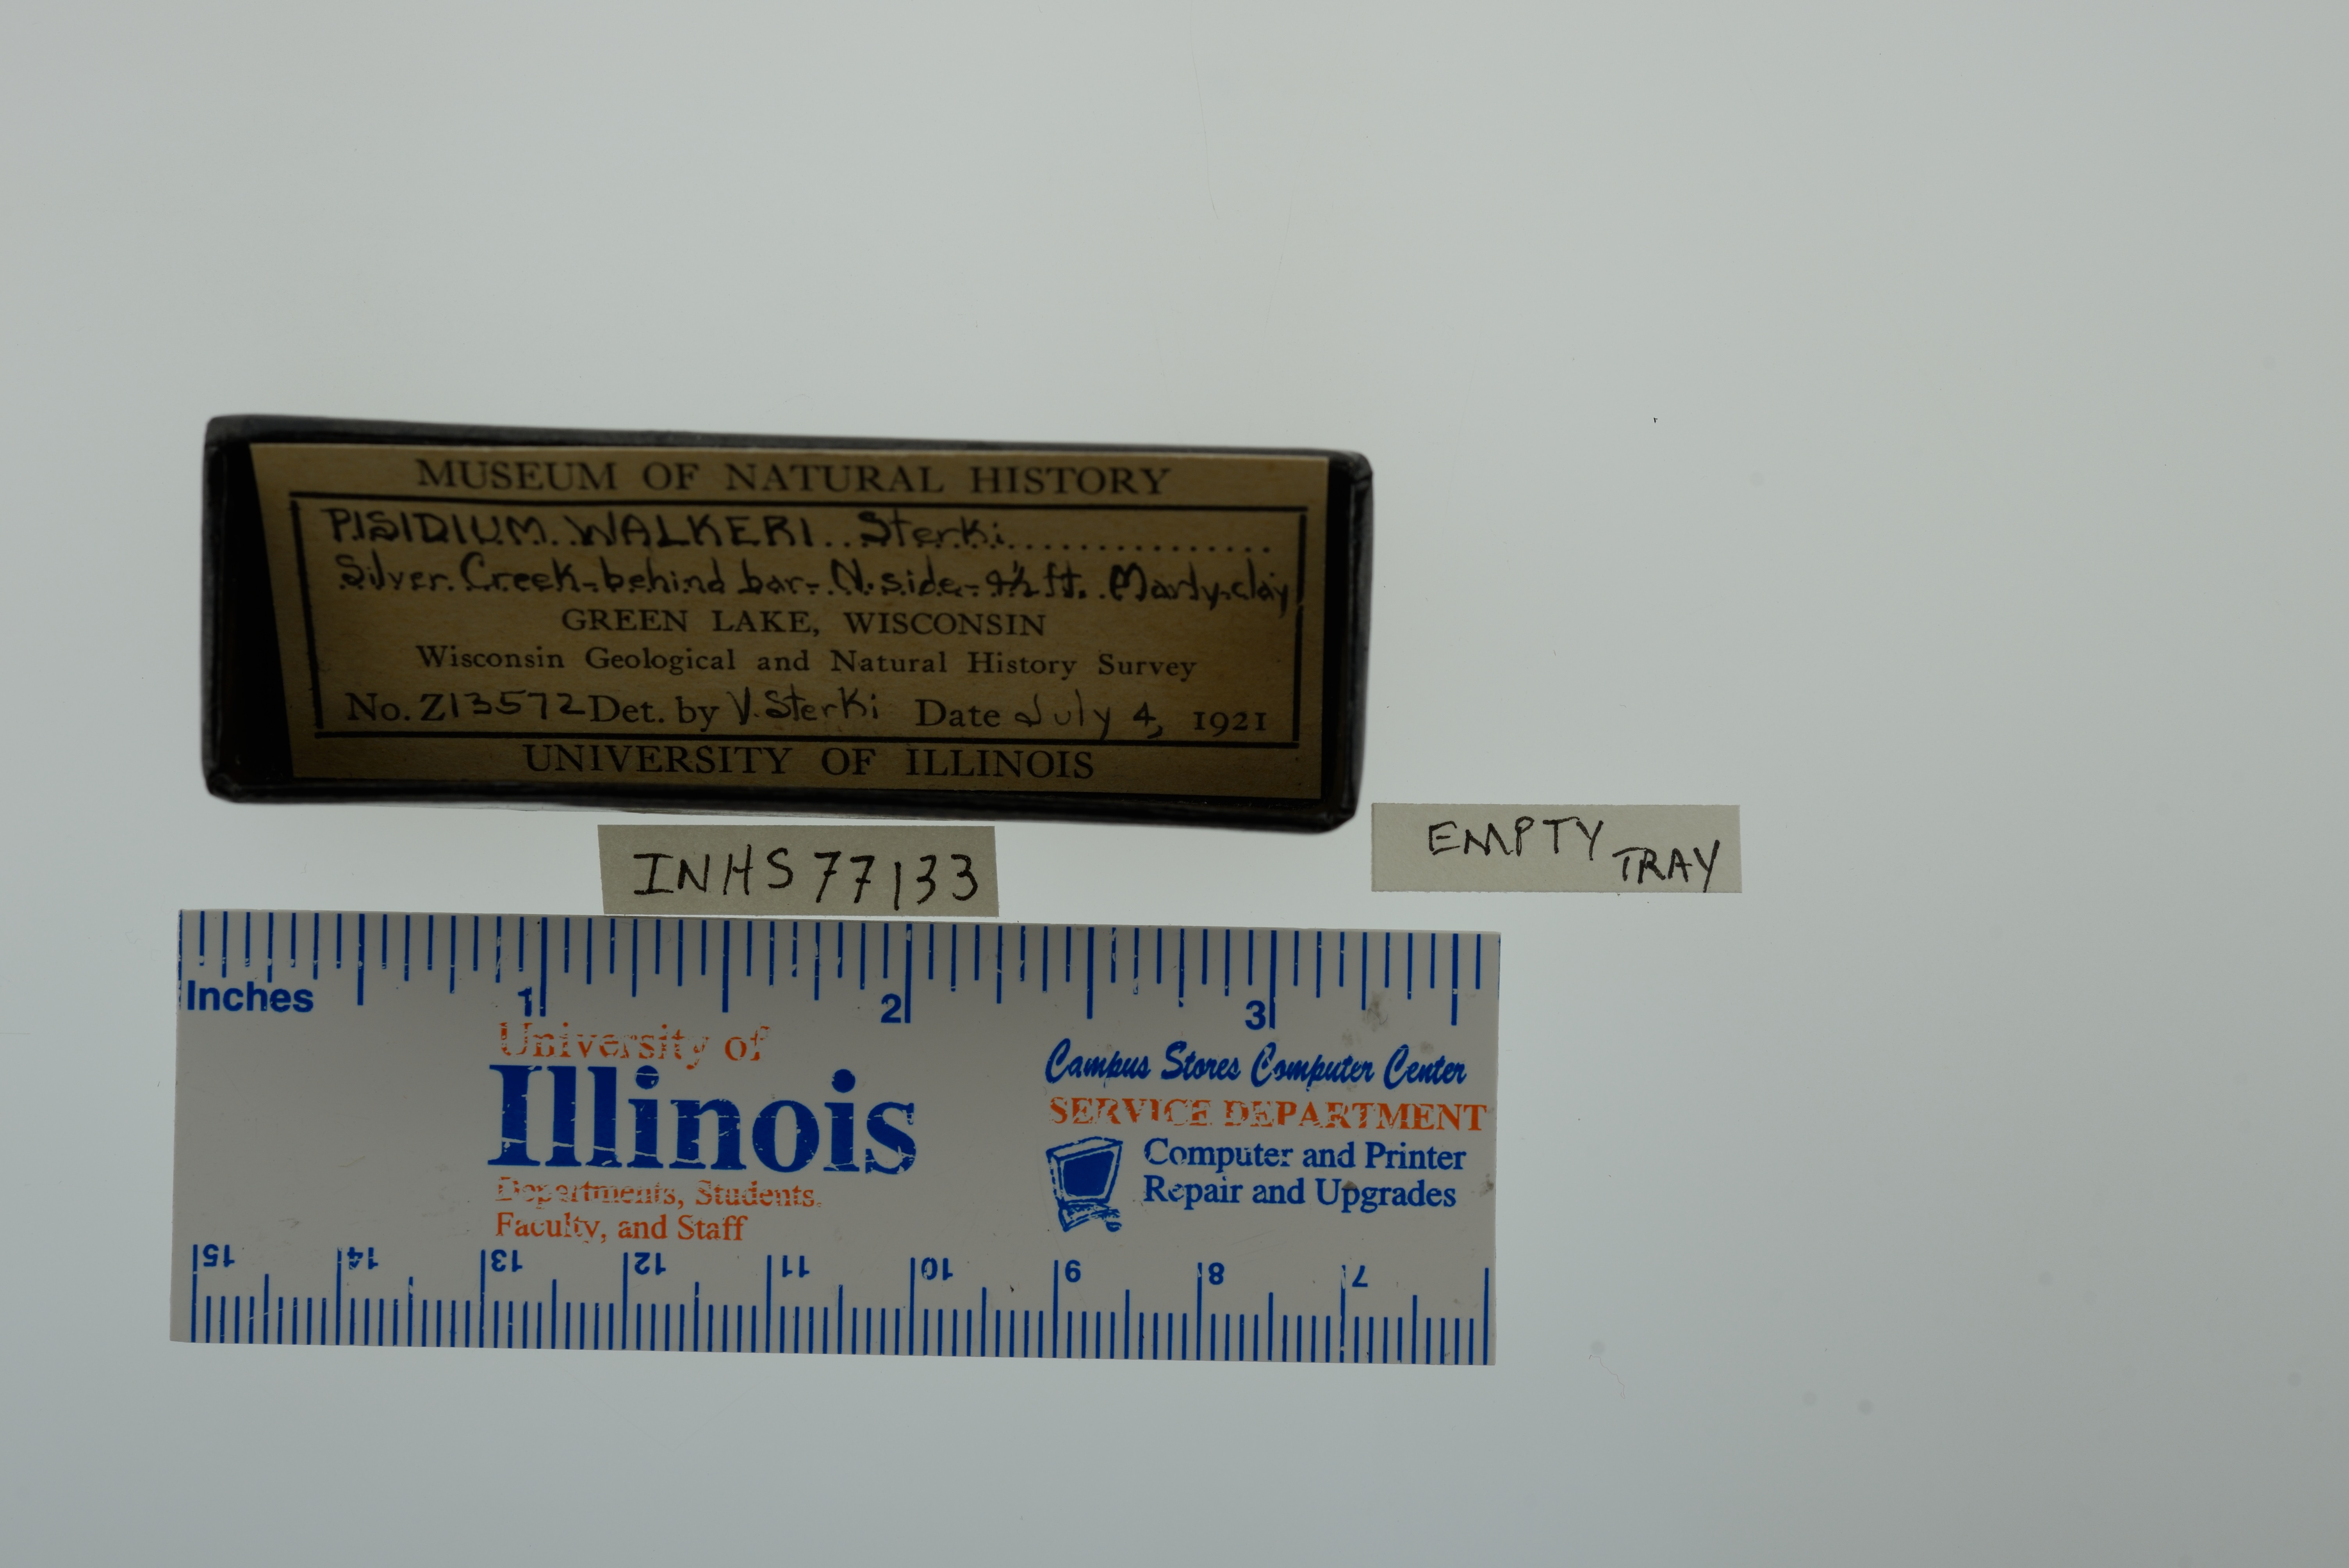 MUSEUM OF NATURAL HISTORY
PISIDIUM WALKERI Sterki
Silver Creek-behind bar-N.side-4½ ft. Marly-clay
GREEN LAKE, WISCONSIN
Wisconsin Geological and Natural History Survey
No. Z13572 Det. by V. Sterki Date July 4, 1921
UNIVERSITY OF ILLINOIS
INHS 77133
EMPTY TRAY
Inches 1 2 3
University of
Illinois
Departments, Students,
Faculty, and Staff
Campus Stores Computer Center
SERVICE DEPARTMENT
Computer and Printer
Repair and Upgrades
15 14 13 12 11 10 9 8 7